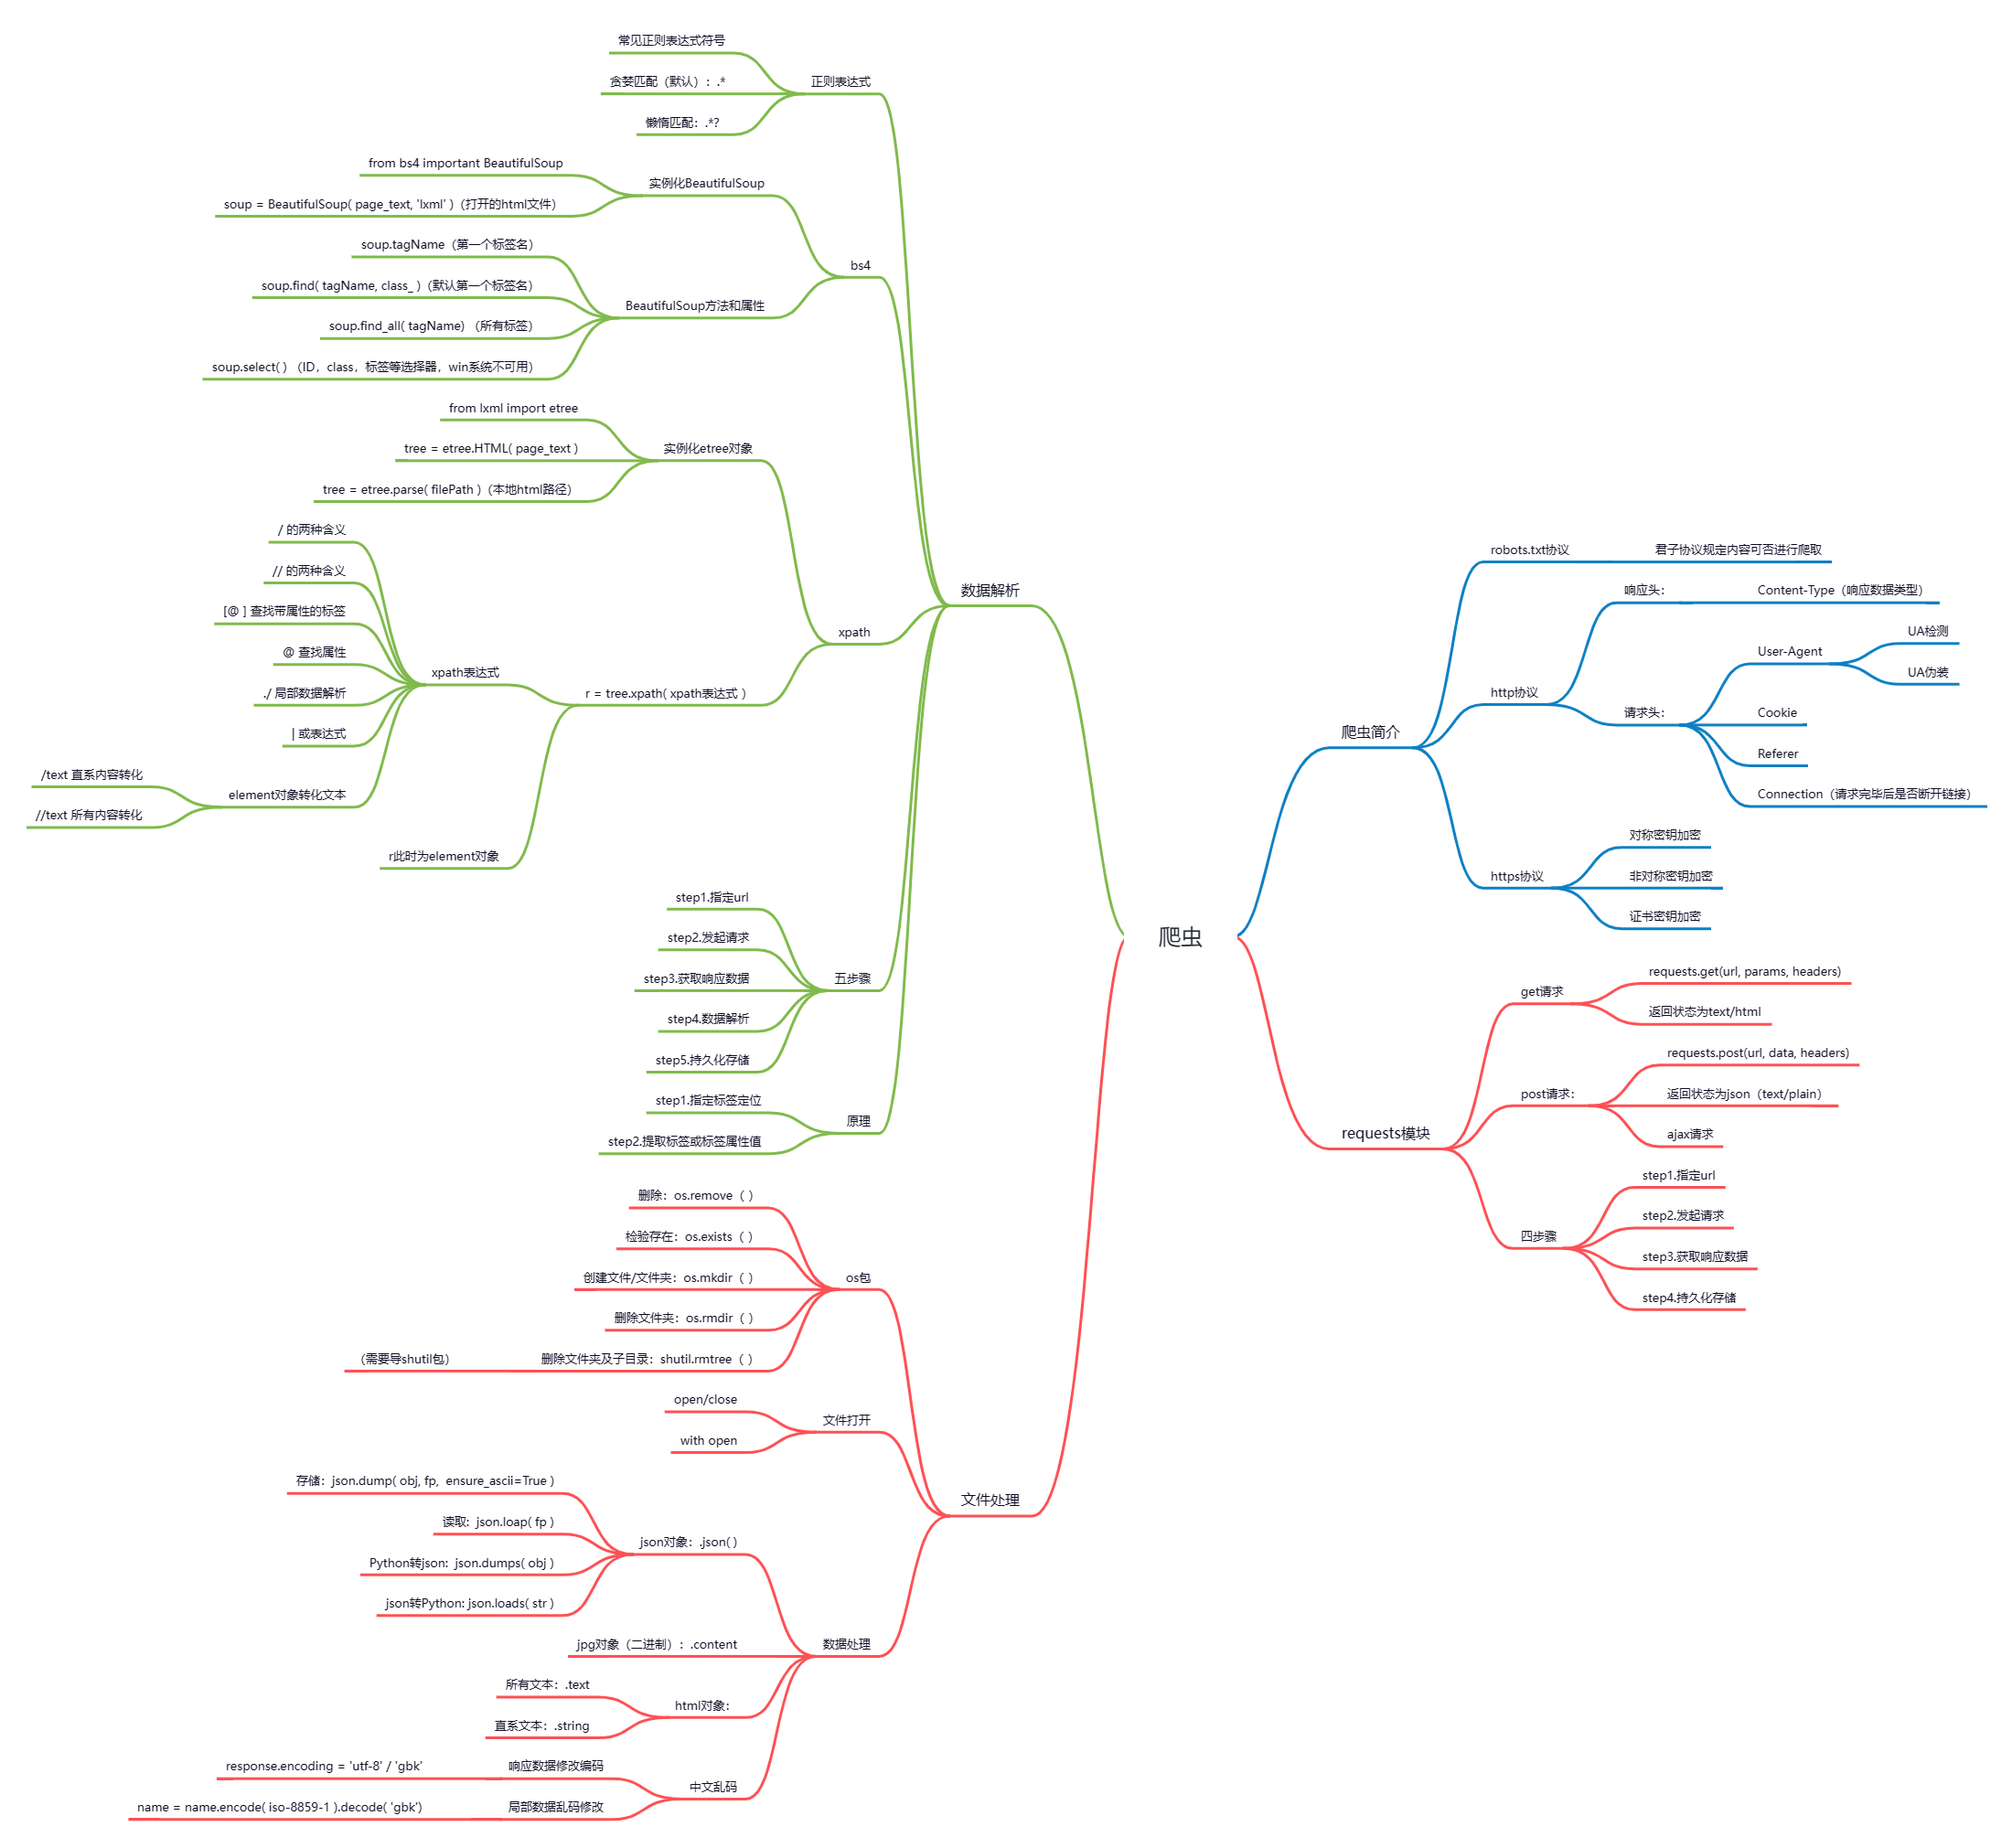 爬虫
爬虫简介
robots.txt协议
君子协议规定内容可否进行爬取
http协议
响应头：
Content-Type（响应数据类型）
请求头：
User-Agent
UA检测
UA伪装
Cookie
Referer
Connection（请求完毕后是否断开链接）
https协议
对称密钥加密
非对称密钥加密
证书密钥加密
requests模块
get请求
requests.get(url, params, headers)
返回状态为text/html
post请求：
requests.post(url, data, headers)
返回状态为json（text/plain）
ajax请求
四步骤
step1.指定url
step2.发起请求
step3.获取响应数据
step4.持久化存储
数据解析
正则表达式
常见正则表达式符号
贪婪匹配（默认）：.*
懒惰匹配：.*?
bs4
实例化BeautifulSoup
from bs4 important BeautifulSoup
soup = BeautifulSoup( page_text, 'lxml' )（打开的html文件）
BeautifulSoup方法和属性
soup.tagName（第一个标签名）
soup.find( tagName, class_ )（默认第一个标签名）
soup.find_all( tagName) （所有标签）
soup.select( ) （ID，class，标签等选择器，win系统不可用）
xpath
实例化etree对象
from lxml import etree
tree = etree.HTML( page_text )
tree = etree.parse( filePath )（本地html路径）
r = tree.xpath( xpath表达式 )
xpath表达式
/ 的两种含义
// 的两种含义
[@ ] 查找带属性的标签
@ 查找属性
./ 局部数据解析
| 或表达式
element对象转化文本
/text 直系内容转化
//text 所有内容转化
r此时为element对象
五步骤
step1.指定url
step2.发起请求
step3.获取响应数据
step4.数据解析
step5.持久化存储
原理
step1.指定标签定位
step2.提取标签或标签属性值
文件处理
os包
删除：os.remove（ ）
检验存在：os.exists（ ）
创建文件/文件夹：os.mkdir（ ）
删除文件夹：os.rmdir（ ）
删除文件夹及子目录：shutil.rmtree（ ）
（需要导shutil包）
文件打开
open/close
with open
数据处理
json对象：.json( )
存储：json.dump( obj, fp,  ensure_ascii=True )
读取:  json.loap( fp )
Python转json:  json.dumps( obj )
json转Python: json.loads( str )
jpg对象（二进制）：.content
html对象：
所有文本：.text
直系文本：.string
中文乱码
响应数据修改编码
response.encoding = 'utf-8' / 'gbk'
局部数据乱码修改
name = name.encode( iso-8859-1 ).decode( 'gbk')